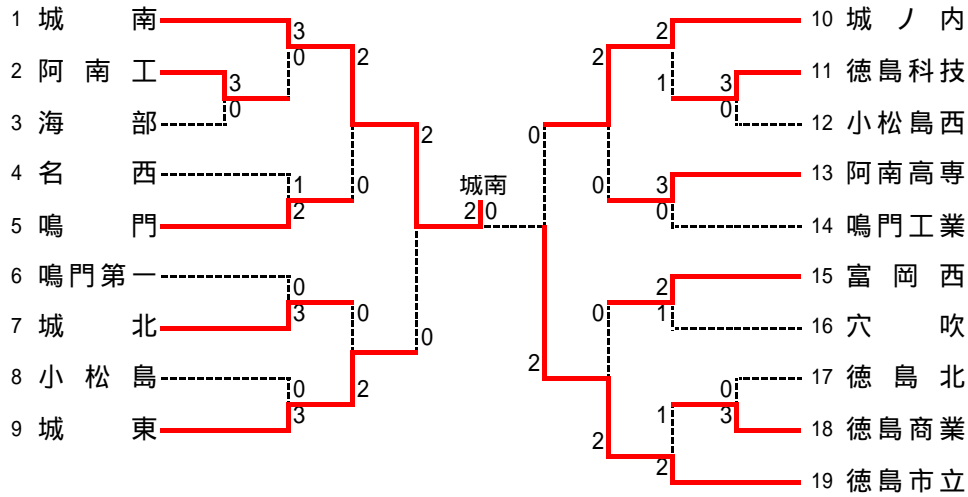 1 城南
3
0
2 阿南工
3
0
3 海部
2
4 名西
1
2
0
5 鳴門
2
6 鳴門第一
0
3
0
7 城北
0
8 小松島
0
3
2
9 城東
城南
2 0
10 城ノ内
2
1
2
11 徳島科技
3
0
12 小松島西
0
13 阿南高専
3
0
0
14 鳴門工業
15 富岡西
2
1
0
16 穴吹
2
17 徳島北
0
3
1
18 徳島商業
2
2
19 徳島市立